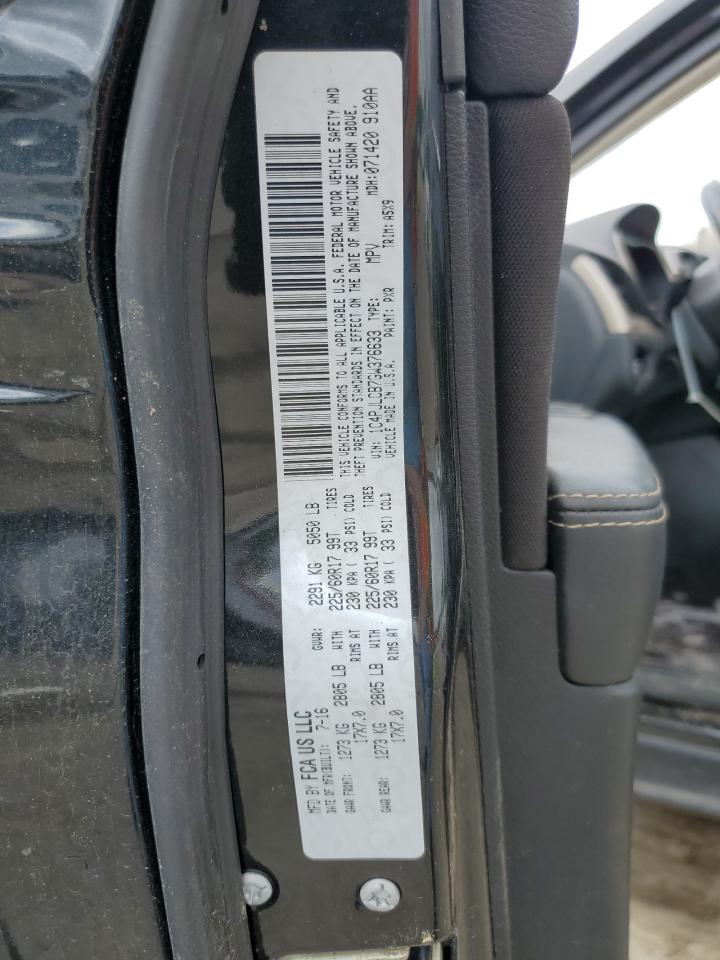 MFD BY FCA US LLC
DATE OF MFR(BUILT): 7-16
GVWR: 2291 KG 5050 LB
GAWR FRONT: 1273 KG 2805 LB WITH 225/60R17 99T TIRES
17X7.0 RIMS AT 230 KPA ( 33 PSI) COLD
GAWR REAR: 1273 KG 2805 LB WITH 225/60R17 99T TIRES
17X7.0 RIMS AT 230 KPA ( 33 PSI) COLD
THIS VEHICLE CONFORMS TO ALL APPLICABLE U.S.A. FEDERAL MOTOR VEHICLE SAFETY AND
THEFT PREVENTION STANDARDS IN EFFECT ON THE DATE OF MANUFACTURE SHOWN ABOVE.
VIN: 1C4PJLCB7GW376633 TYPE: MPV MDH:071420 910AA
VEHICLE MADE IN U.S.A. PAINT: PXR TRIM: A5X9